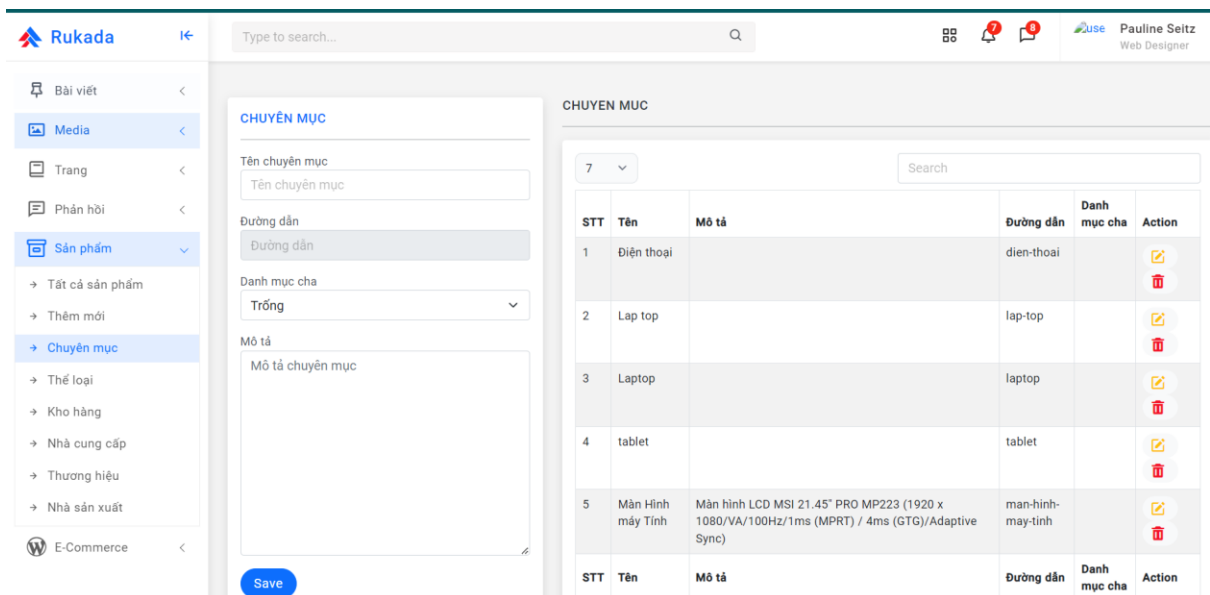 Rukada
Type to search...
7
8
use
Pauline Seitz
Web Designer
Bài viết
Media
Trang
Phản hồi
Sản phẩm
Tất cả sản phẩm
Thêm mới
Chuyên mục
Thể loại
Kho hàng
Nhà cung cấp
Thương hiệu
Nhà sản xuất
E-Commerce
CHUYÊN MỤC
Tên chuyên mục
Tên chuyên mục
Đường dẫn
Đường dẫn
Danh mục cha
Trống
Mô tả
Mô tả chuyên mục
Save
CHUYEN MUC
7
Search
STT Tên Mô tả Đường dẫn Danh mục cha Action
1 Điện thoại dien-thoai
2 Lap top lap-top
3 Laptop laptop
4 tablet tablet
5 Màn Hình máy Tính Màn hình LCD MSI 21.45" PRO MP223 (1920 x 1080/VA/100Hz/1ms (MPRT) / 4ms (GTG)/Adaptive Sync) man-hinh-may-tinh
STT Tên Mô tả Đường dẫn Danh mục cha Action